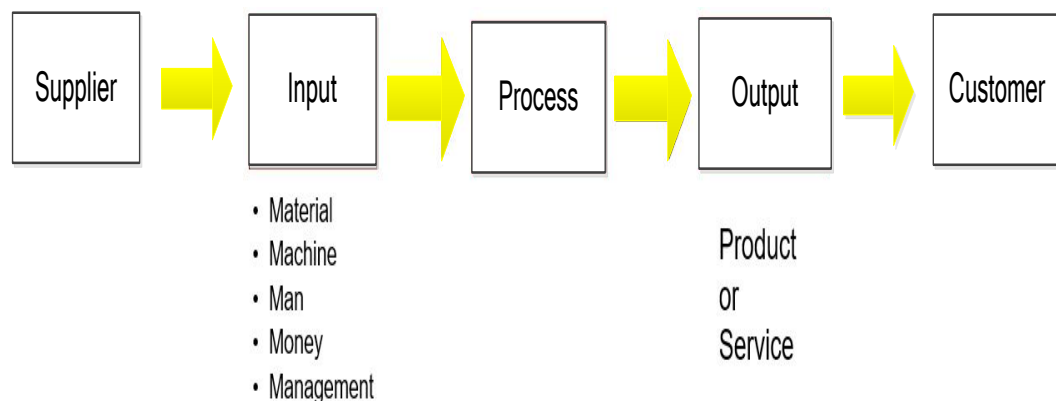 Supplier
Input
Process
Output
Customer
• Material
• Machine
• Man
• Money
• Management
Product
or
Service